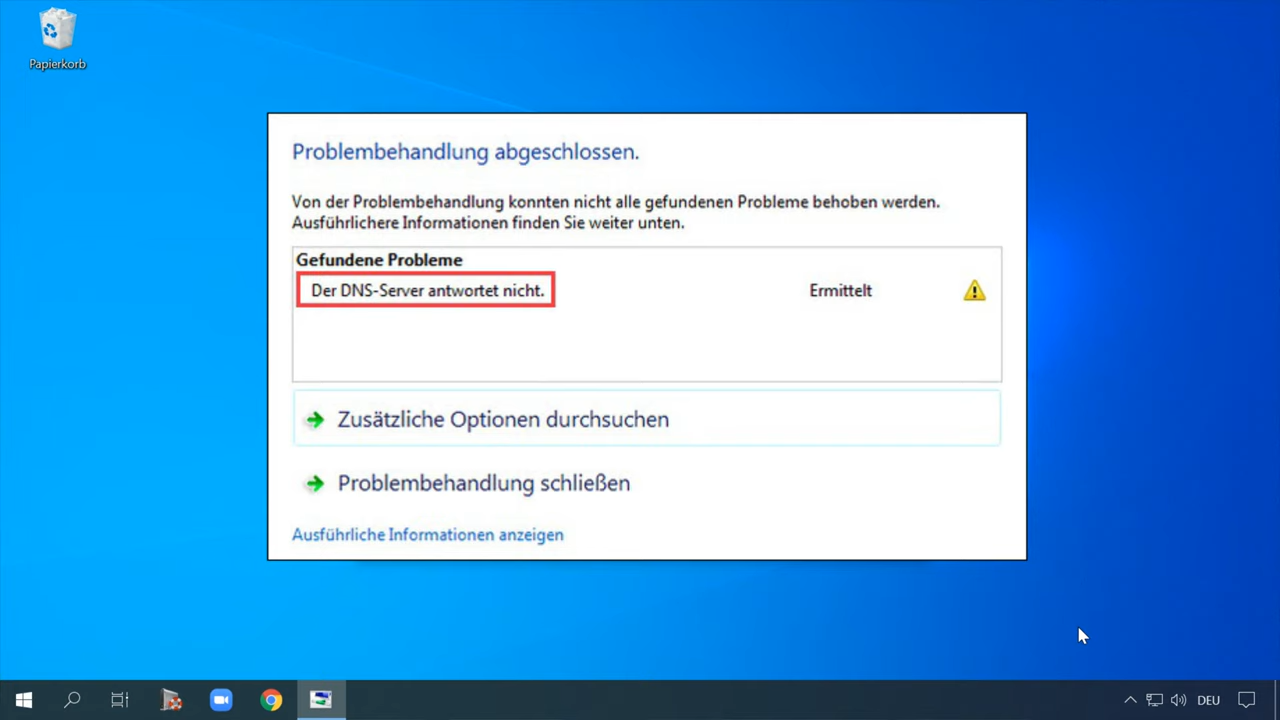 Papierkorb
Problembehandlung abgeschlossen.
Von der Problembehandlung konnten nicht alle gefundenen Probleme behoben werden.
Ausführlichere Informationen finden Sie weiter unten.
Gefundene Probleme
Der DNS-Server antwortet nicht. Ermittelt
Zusätzliche Optionen durchsuchen
Problembehandlung schließen
Ausführliche Informationen anzeigen
DEU